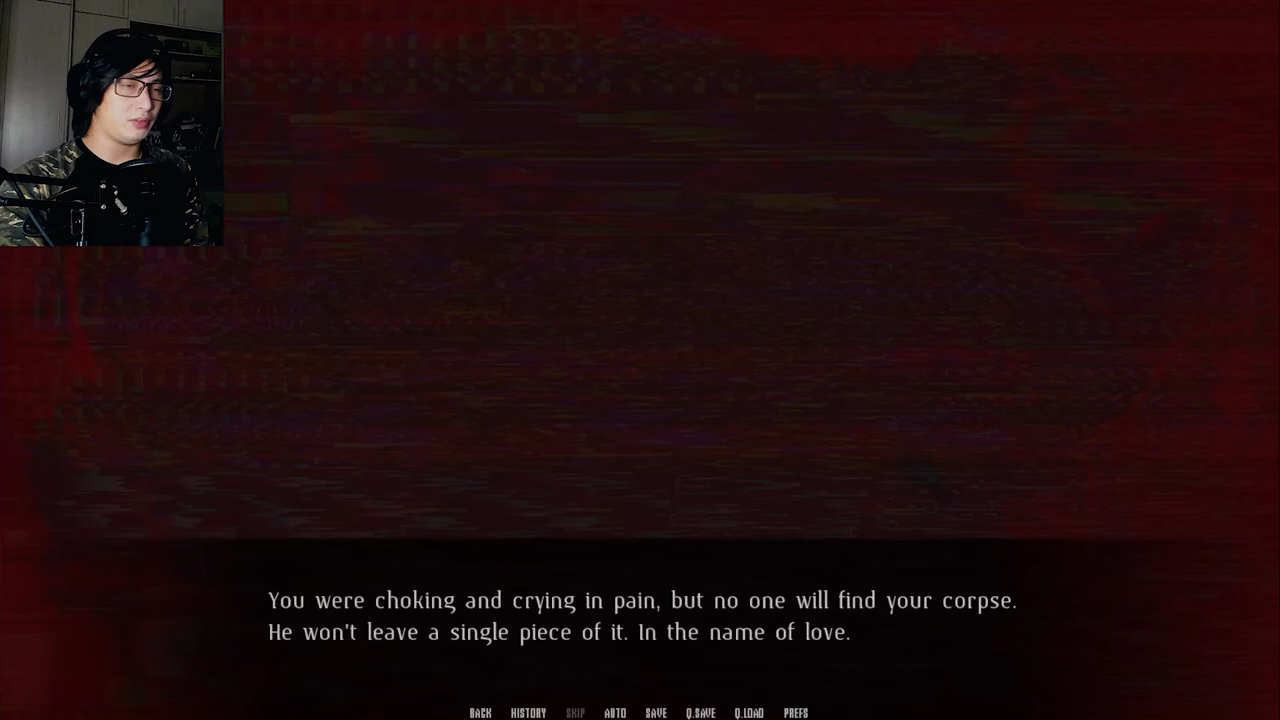 You were choking and crying in pain, but no one will find your corpse.
He won't leave a single piece of it. In the name of love.
BACK HISTORY SKIP AUTO SAVE Q.SAVE Q.LOAD PREFS